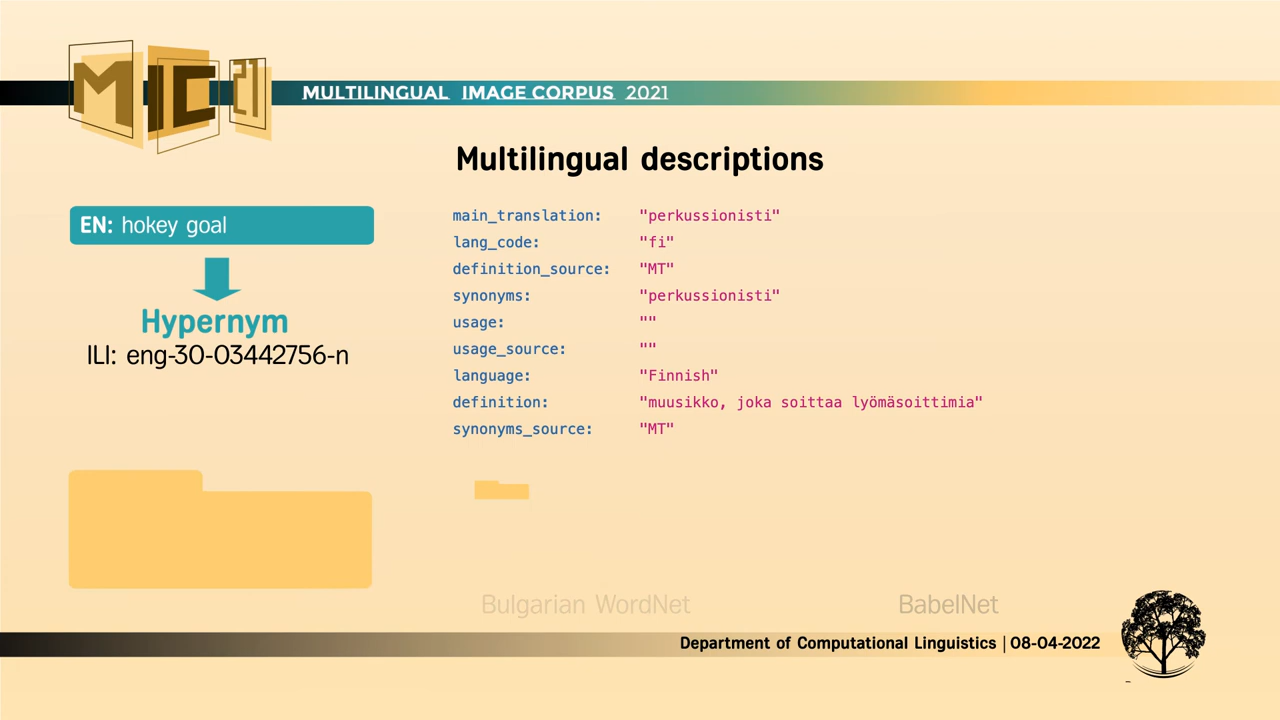 MIC 21
MULTILINGUAL IMAGE CORPUS 2021
Multilingual descriptions
EN: hokey goal
Hypernym
ILI: eng-30-03442756-n
main_translation: "perkussionisti"
lang_code: "fi"
definition_source: "MT"
synonyms: "perkussionisti"
usage: ""
usage_source: ""
language: "Finnish"
definition: "muusikko, joka soittaa lyömäsoittimia"
synonyms_source: "MT"
Bulgarian WordNet
BabelNet
Department of Computational Linguistics | 08-04-2022